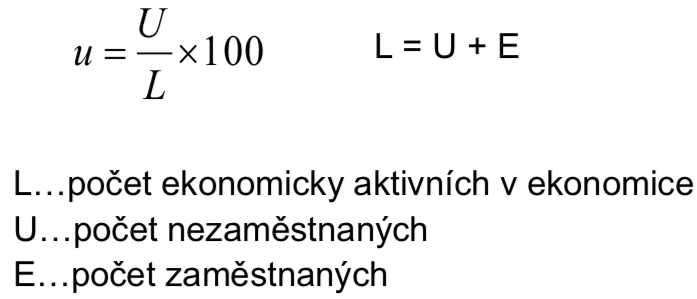 u = U/L ×100 L = U + E
L…počet ekonomicky aktivních v ekonomice
U…počet nezaměstnaných
E…počet zaměstnaných